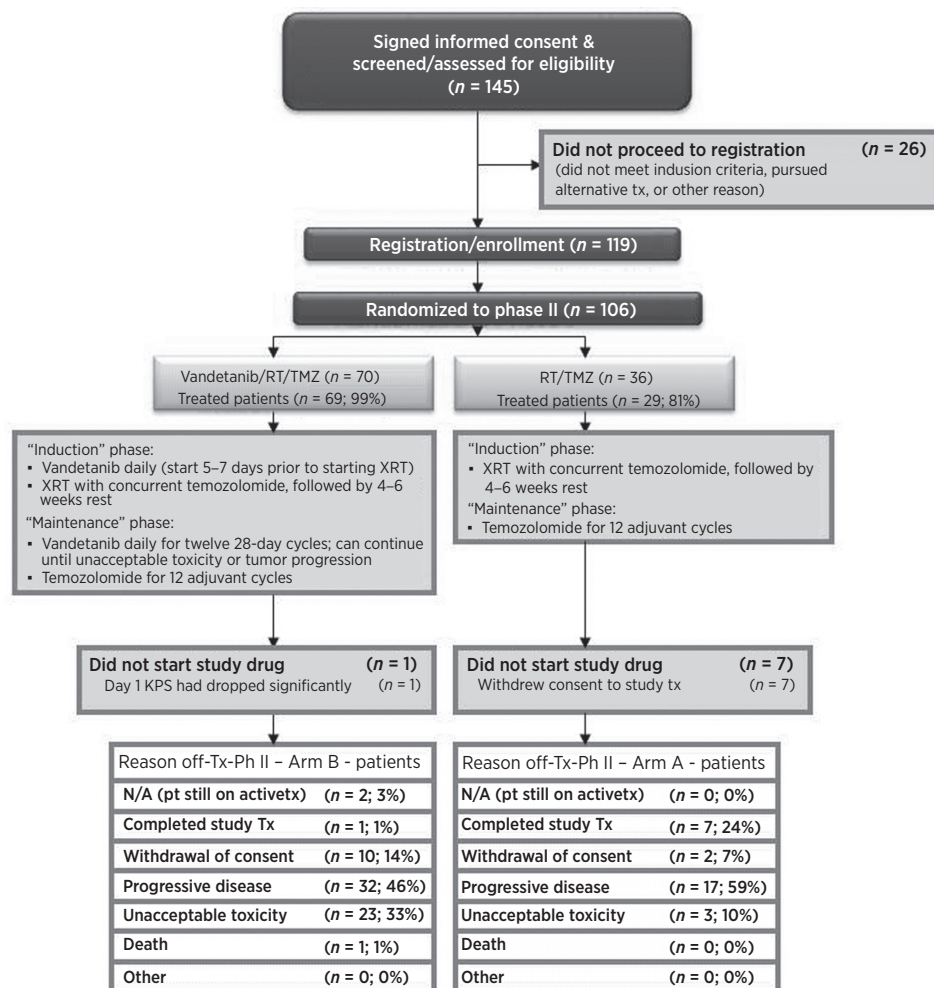 Signed informed consent &
screened/assessed for eligibility
(n = 145)
Did not proceed to registration (n = 26)
(did not meet indusion criteria, pursued
alternative tx, or other reason)
Registration/enrollment (n = 119)
Randomized to phase II (n = 106)
Vandetanib/RT/TMZ (n = 70)
Treated patients (n = 69; 99%)
RT/TMZ (n = 36)
Treated patients (n = 29; 81%)
“Induction” phase:
▪ Vandetanib daily (start 5–7 days prior to starting XRT)
▪ XRT with concurrent temozolomide, followed by 4–6
weeks rest
“Maintenance” phase:
▪ Vandetanib daily for twelve 28-day cycles; can continue
until unacceptable toxicity or tumor progression
▪ Temozolomide for 12 adjuvant cycles
“Induction” phase:
▪ XRT with concurrent temozolomide, followed by
4–6 weeks rest
“Maintenance” phase:
▪ Temozolomide for 12 adjuvant cycles
Did not start study drug (n = 1)
Day 1 KPS had dropped significantly (n = 1)
Did not start study drug (n = 7)
Withdrew consent to study tx (n = 7)
Reason off-Tx-Ph II – Arm B - patients
N/A (pt still on activetx) (n = 2; 3%)
Completed study Tx (n = 1; 1%)
Withdrawal of consent (n = 10; 14%)
Progressive disease (n = 32; 46%)
Unacceptable toxicity (n = 23; 33%)
Death (n = 1; 1%)
Other (n = 0; 0%)
Reason off-Tx-Ph II – Arm A - patients
N/A (pt still on activetx) (n = 0; 0%)
Completed study Tx (n = 7; 24%)
Withdrawal of consent (n = 2; 7%)
Progressive disease (n = 17; 59%)
Unacceptable toxicity (n = 3; 10%)
Death (n = 0; 0%)
Other (n = 0; 0%)